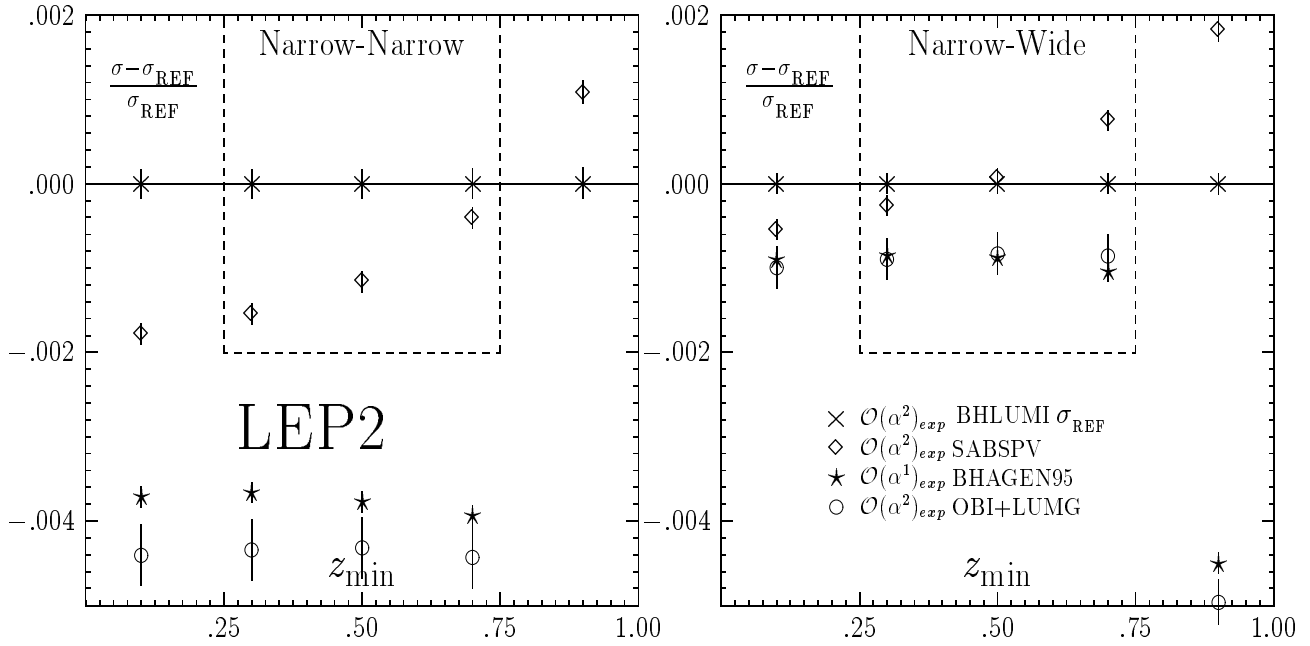 .002
.000
−.002
−.004
σ−σREF
σREF
Narrow-Narrow
LEP2
zmin
.25 .50 .75 1.00
.002
.000
−.002
−.004
σ−σREF
σREF
Narrow-Wide
O(α²)exp BHLUMI σREF
O(α²)exp SABSPV
O(α¹)exp BHAGEN95
O(α²)exp OBI+LUMG
zmin
.25 .50 .75 1.00